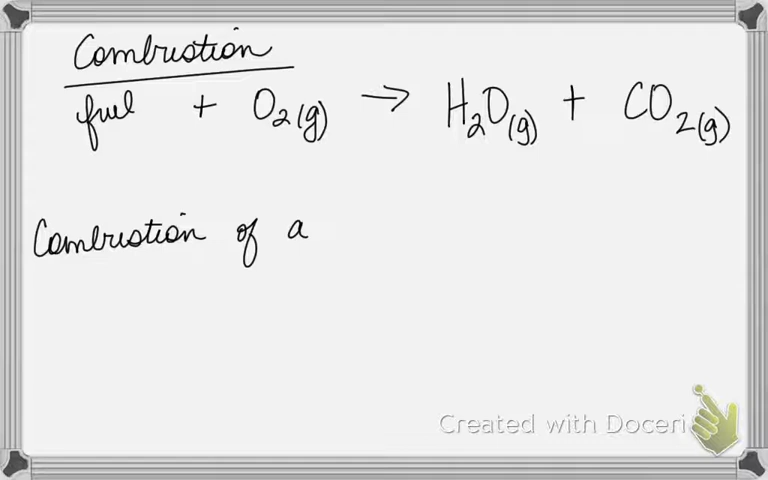 Combustion
fuel + O₂(g) → H₂O(g) + CO₂(g)
Combustion of a
Created with Doceri